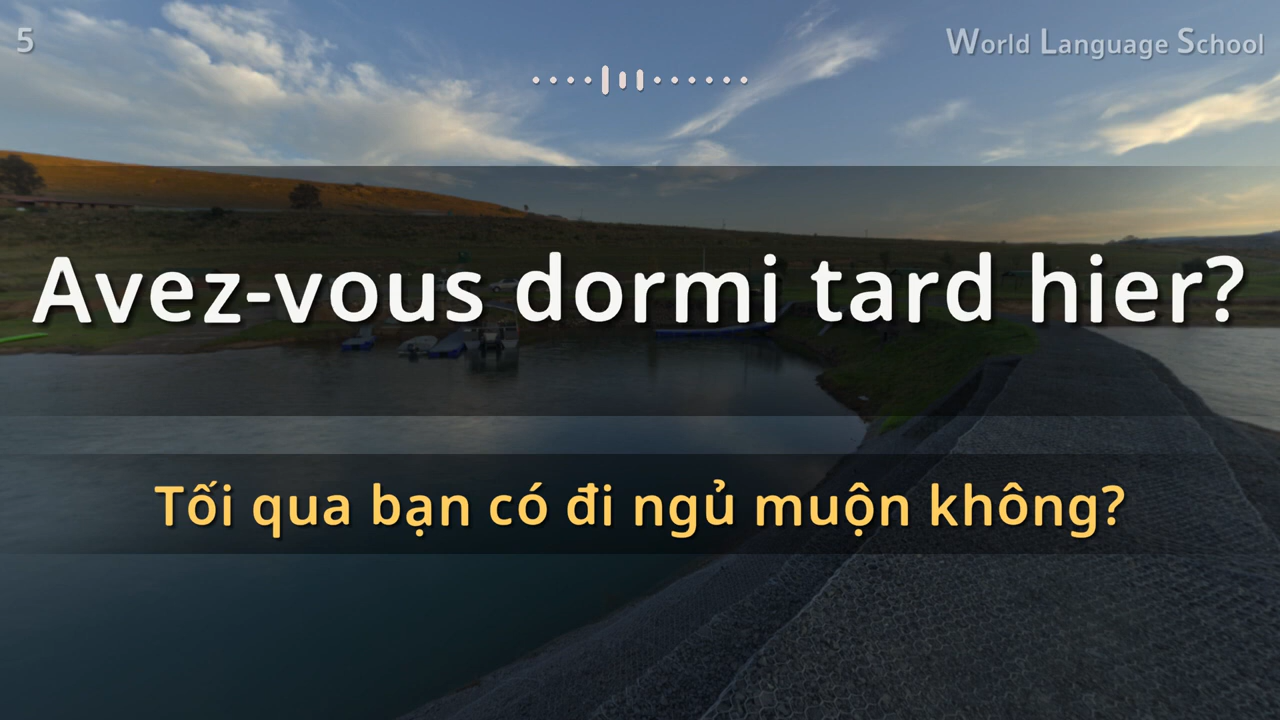 5
World Language School
Avez-vous dormi tard hier?
Tối qua bạn có đi ngủ muộn không?